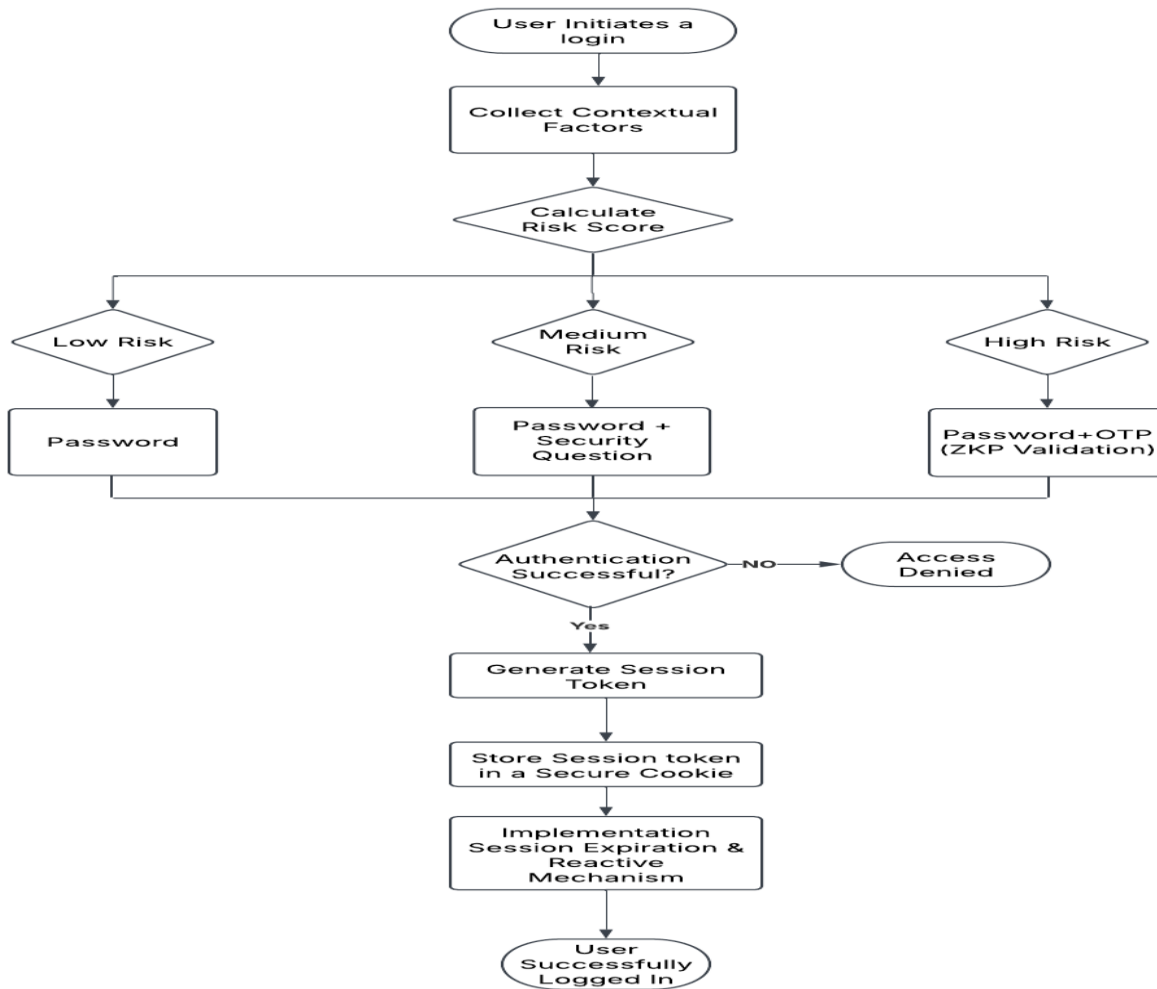 User Initiates a
login
Collect Contextual
Factors
Calculate
Risk Score
Low Risk
Medium
Risk
High Risk
Password
Password +
Security
Question
Password+OTP
(ZKP Validation)
Authentication
Successful?
NO
Access
Denied
Yes
Generate Session
Token
Store Session token
in a Secure Cookie
Implementation
Session Expiration &
Reactive
Mechanism
User
Successfully
Logged In